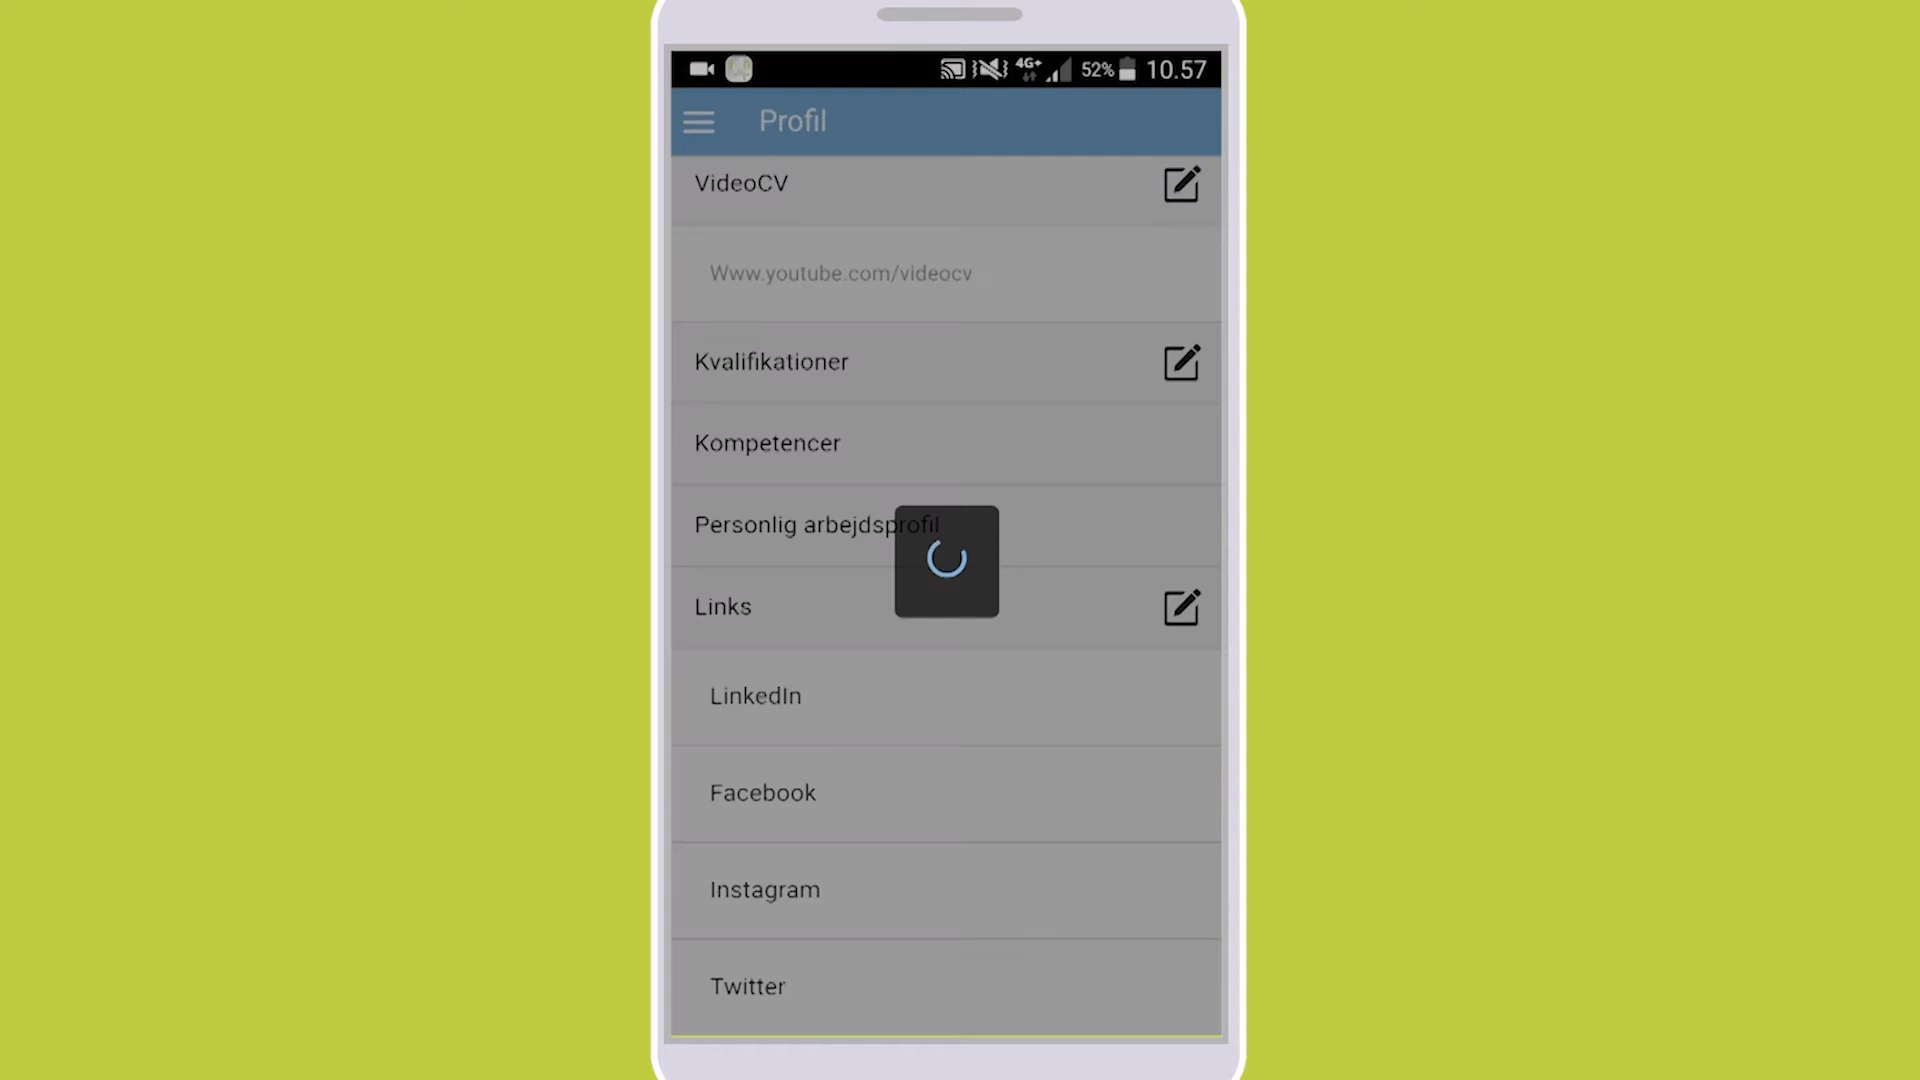 4G+ 52% 10.57
Profil
VideoCV
Www.youtube.com/videocv
Kvalifikationer
Kompetencer
Personlig arbejdsprofil
Links
LinkedIn
Facebook
Instagram
Twitter